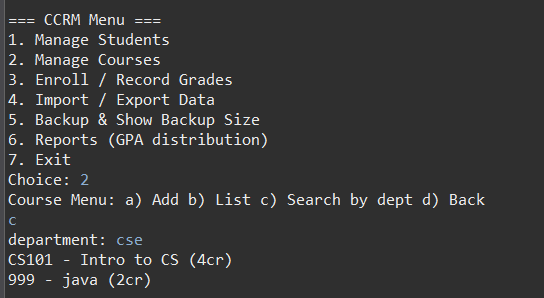 === CCRM Menu ===
1. Manage Students
2. Manage Courses
3. Enroll / Record Grades
4. Import / Export Data
5. Backup & Show Backup Size
6. Reports (GPA distribution)
7. Exit
Choice: 2
Course Menu: a) Add b) List c) Search by dept d) Back
c
department: cse
CS101 - Intro to CS (4cr)
999 - java (2cr)